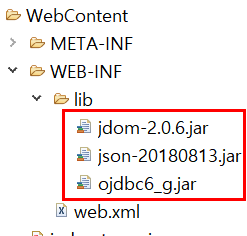 WebContent
META-INF
WEB-INF
lib
jdom-2.0.6.jar
json-20180813.jar
ojdbc6_g.jar
web.xml